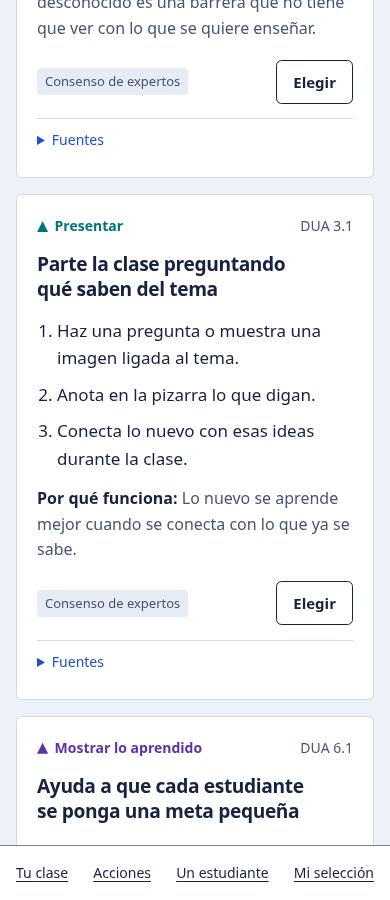 desconocido es una barrera que no tiene
que ver con lo que se quiere enseñar.
Consenso de expertos
Elegir
Fuentes
Presentar
DUA 3.1
Parte la clase preguntando
qué saben del tema
1. Haz una pregunta o muestra una
imagen ligada al tema.
2. Anota en la pizarra lo que digan.
3. Conecta lo nuevo con esas ideas
durante la clase.
Por qué funciona: Lo nuevo se aprende
mejor cuando se conecta con lo que ya se
sabe.
Consenso de expertos
Elegir
Fuentes
Mostrar lo aprendido
DUA 6.1
Ayuda a que cada estudiante
se ponga una meta pequeña
Tu clase
Acciones
Un estudiante
Mi selección